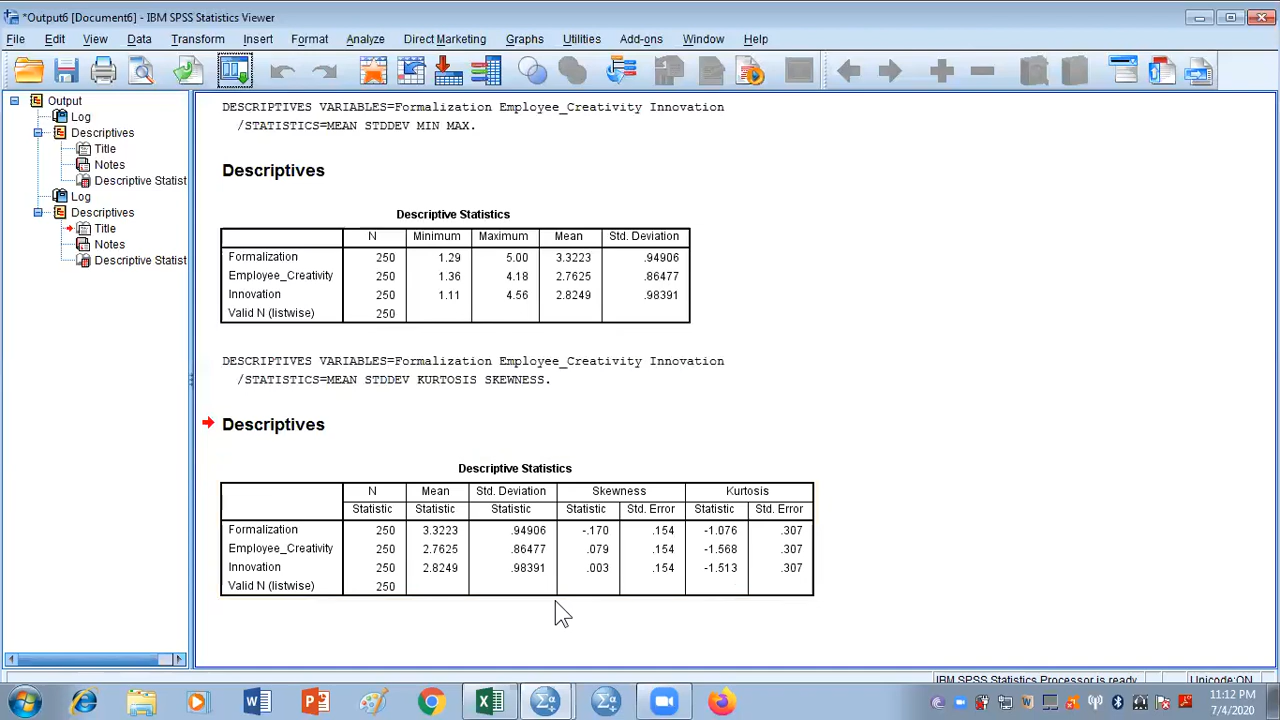 *Output6 [Document6] - IBM SPSS Statistics Viewer
File Edit View Data Transform Insert Format Analyze Direct Marketing Graphs Utilities Add-ons Window Help
Output
Log
Descriptives
Title
Notes
Descriptive Statist
Log
Descriptives
Title
Notes
Descriptive Statist
DESCRIPTIVES VARIABLES=Formalization Employee_Creativity Innovation
/STATISTICS=MEAN STDDEV MIN MAX.
Descriptives
Descriptive Statistics
N Minimum Maximum Mean Std. Deviation
Formalization 250 1.29 5.00 3.3223 .94906
Employee_Creativity 250 1.36 4.18 2.7625 .86477
Innovation 250 1.11 4.56 2.8249 .98391
Valid N (listwise) 250
DESCRIPTIVES VARIABLES=Formalization Employee_Creativity Innovation
/STATISTICS=MEAN STDDEV KURTOSIS SKEWNESS.
Descriptives
Descriptive Statistics
N Mean Std. Deviation Skewness Kurtosis
Statistic Statistic Statistic Statistic Std. Error Statistic Std. Error
Formalization 250 3.3223 .94906 -.170 .154 -1.076 .307
Employee_Creativity 250 2.7625 .86477 .079 .154 -1.568 .307
Innovation 250 2.8249 .98391 .003 .154 -1.513 .307
Valid N (listwise) 250
IBM SPSS Statistics Processor is ready
Unicode:ON
11:12 PM
7/4/2020